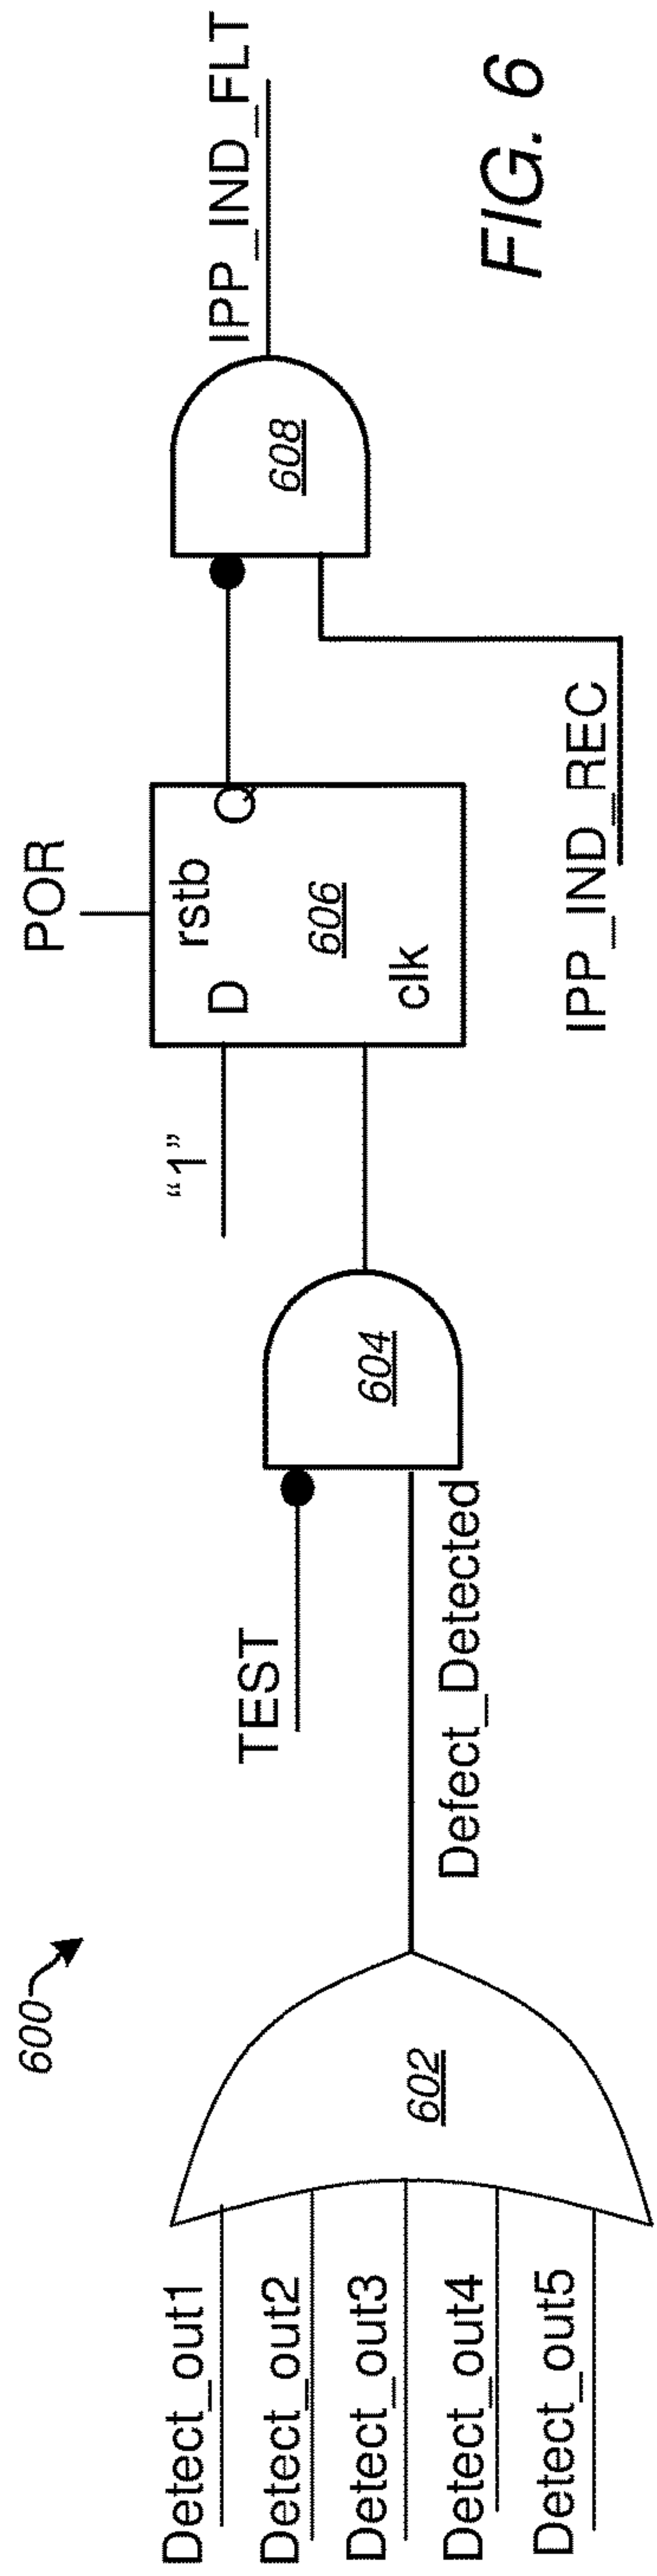 600
Detect_out1
Detect_out2
Detect_out3
Detect_out4
Detect_out5
602
Defect_Detected
TEST
604
“1”
POR
D
rstb
Q
606
clk
608
IPP_IND_REC
IPP_IND_FLT
FIG. 6